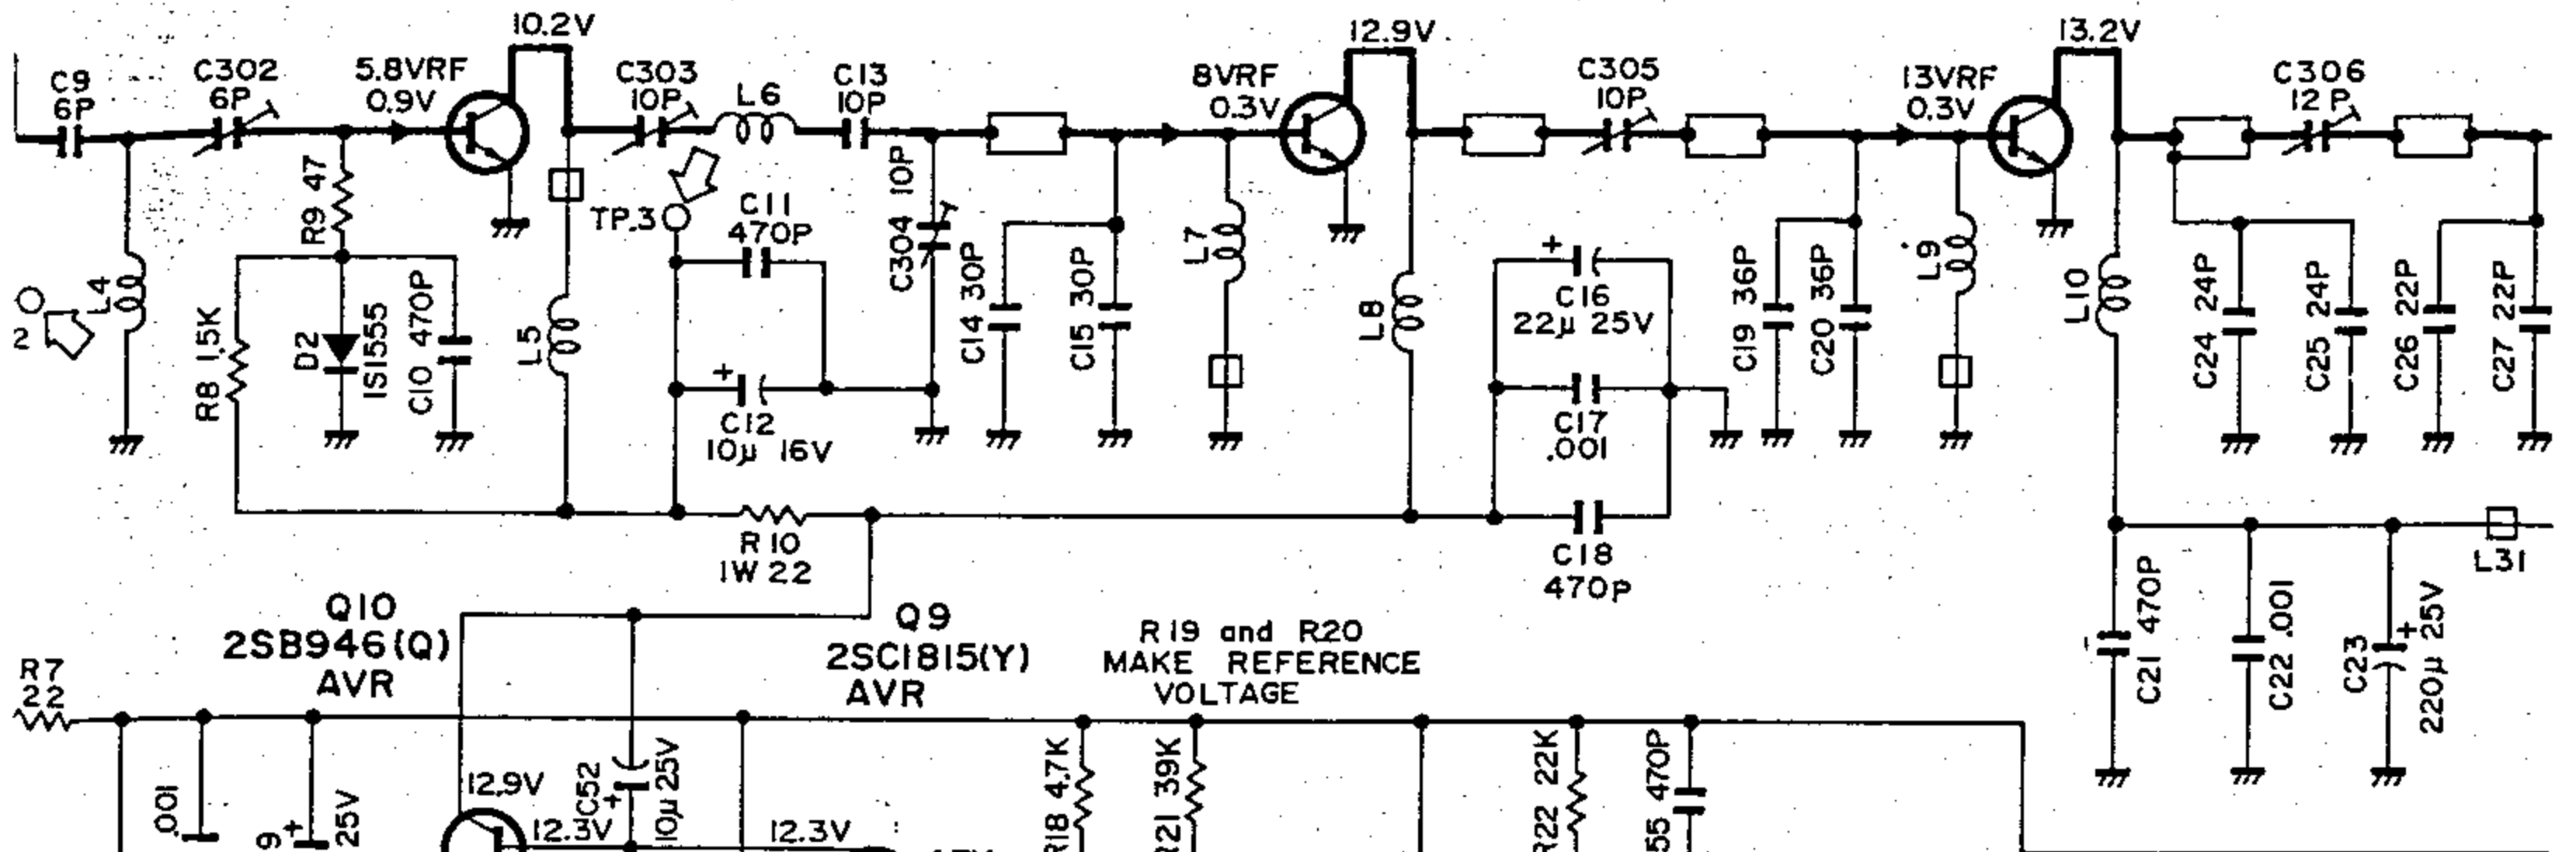 10.2V
12.9V
13.2V
C9
6P
C302
6P
5.8VRF
0.9V
C303
10P
L6
C13
10P
8VRF
0.3V
C305
10P
13VRF
0.3V
C306
12P
R9 47
TP.3
C11
470P
C304 10P
L7
L9
2
L4
R8 1.5K
D2
1S1555
C10 470P
L5
C12
10µ 16V
C14 30P
C15 30P
L8
C16
22µ 25V
C17
.001
C18
470P
C19 36P
C20 36P
L10
C24 24P
C25 24P
C26 22P
C27 22P
R10
1W 22
L31
Q10
2SB946(Q)
AVR
Q9
2SC1815(Y)
AVR
R19 and R20
MAKE REFERENCE
VOLTAGE
C21 470P
C22 .001
C23
220µ 25V
R7
22
.001
9
25V
12.9V
C52
10µ 25V
12.3V
12.3V
R18 4.7K
R21 39K
R22 22K
55 470P